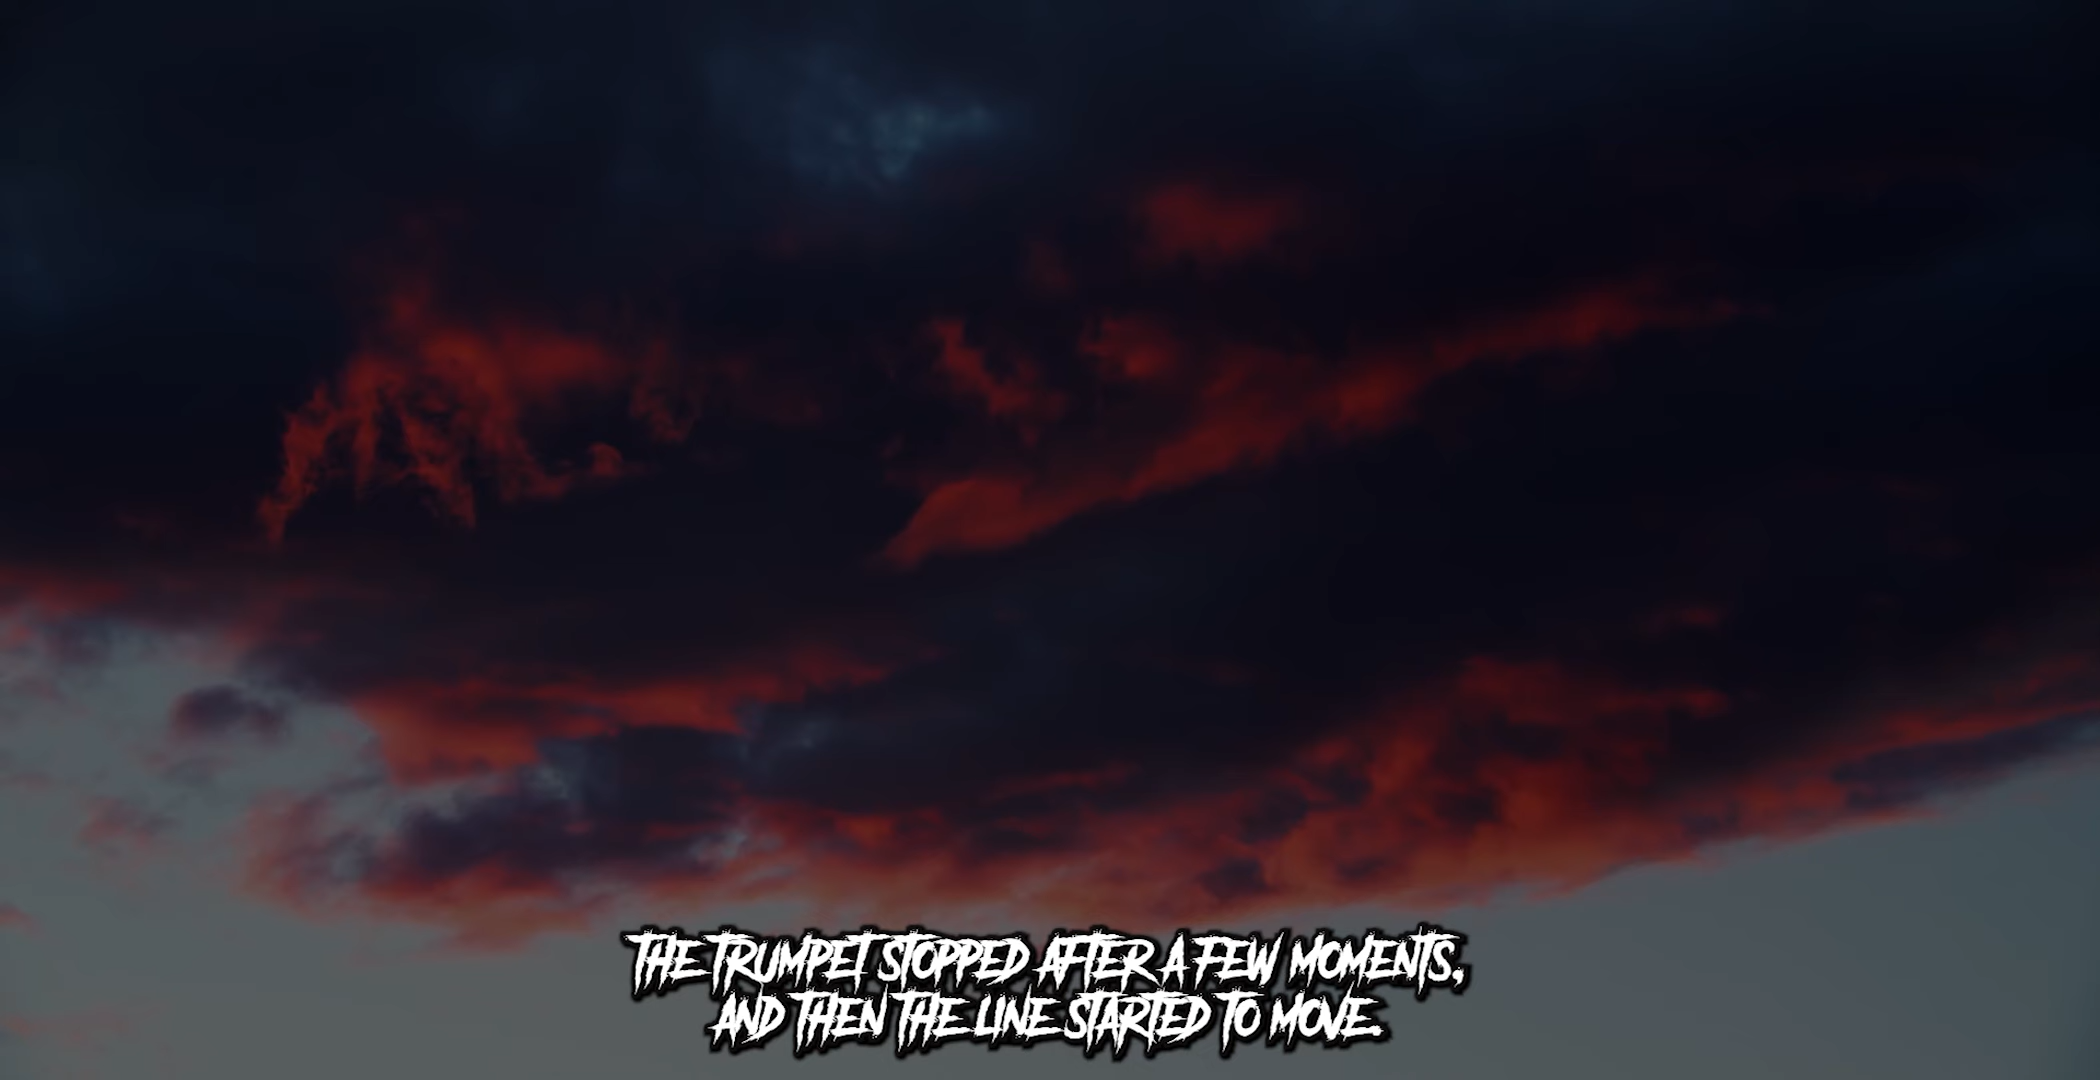 THE TRUMPET STOPPED AFTER A FEW MOMENTS,
AND THEN THE LINE STARTED TO MOVE.